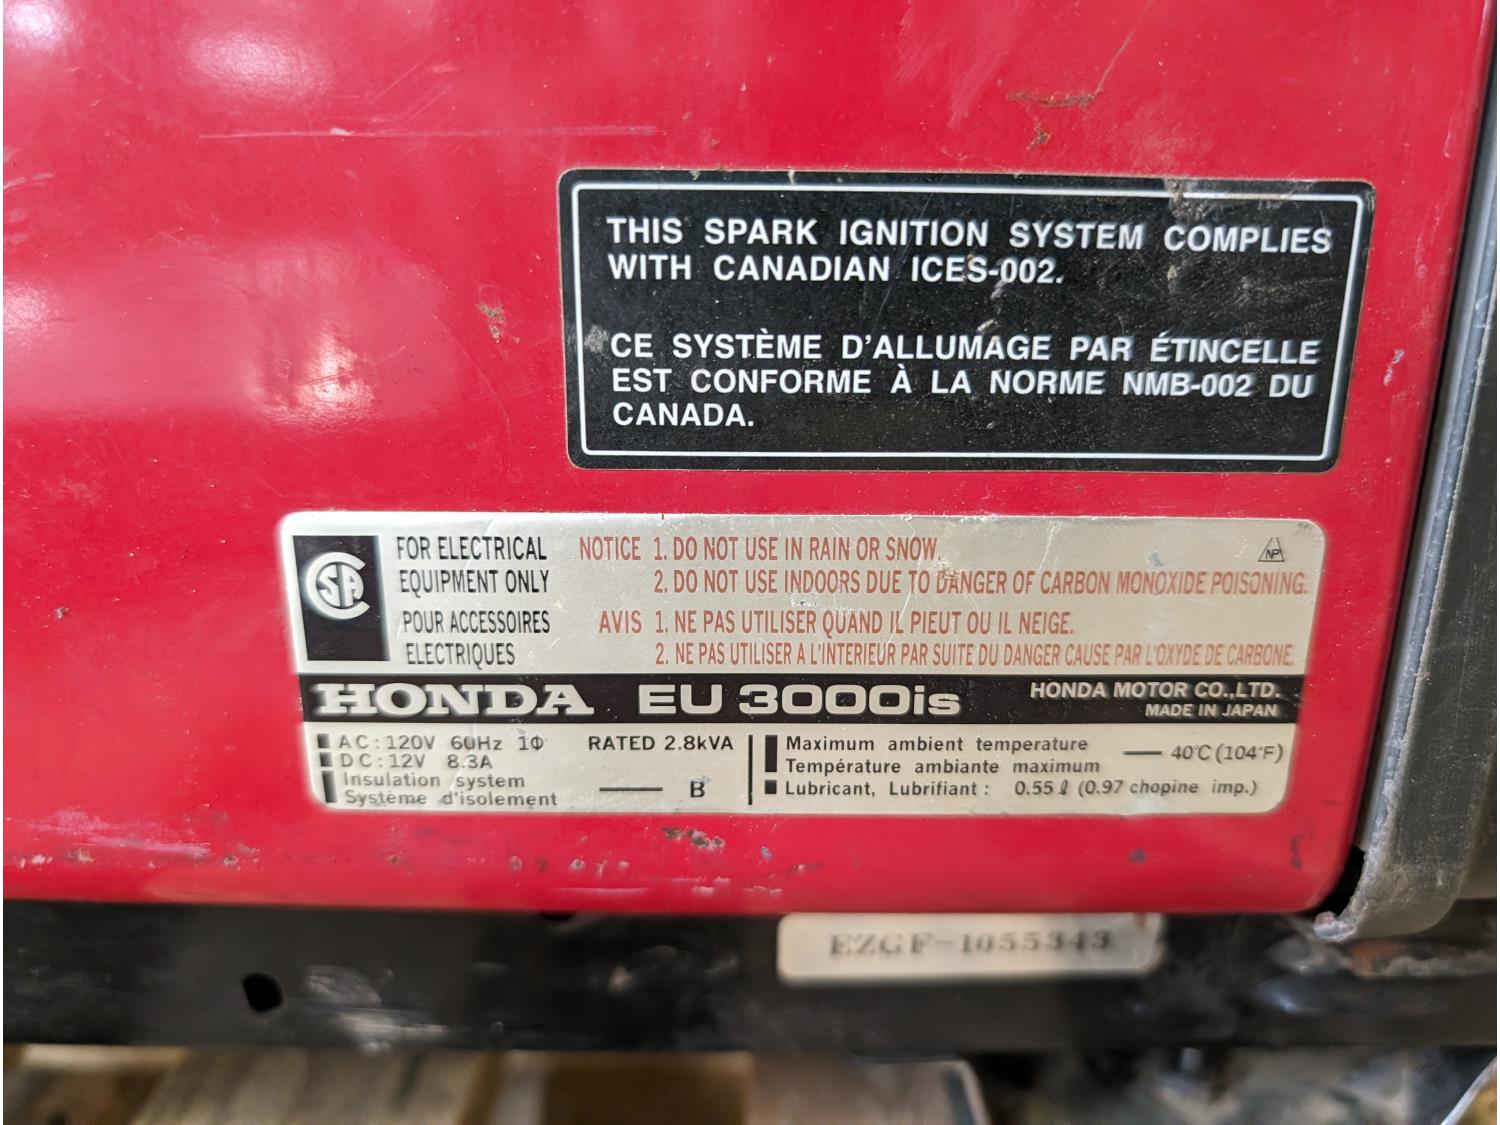 THIS SPARK IGNITION SYSTEM COMPLIES
WITH CANADIAN ICES-002.
CE SYSTÈME D'ALLUMAGE PAR ÉTINCELLE
EST CONFORME À LA NORME NMB-002 DU
CANADA.
CSA
FOR ELECTRICAL
EQUIPMENT ONLY
POUR ACCESSOIRES
ELECTRIQUES
NOTICE 1. DO NOT USE IN RAIN OR SNOW.
2. DO NOT USE INDOORS DUE TO DANGER OF CARBON MONOXIDE POISONING.
AVIS 1. NE PAS UTILISER QUAND IL PIEUT OU IL NEIGE.
2. NE PAS UTILISER A L'INTERIEUR PAR SUITE DU DANGER CAUSE PAR L'OXYDE DE CARBONE.
NP
HONDA EU 3000is
HONDA MOTOR CO.,LTD.
MADE IN JAPAN
AC : 120V 60Hz 1Φ RATED 2.8kVA
DC : 12V 8.3A
Insulation system
Système d'isolement — B
Maximum ambient temperature
Température ambiante maximum — 40°C (104°F)
Lubricant, Lubrifiant : 0.55 ℓ (0.97 chopine imp.)
EZGF-1055343